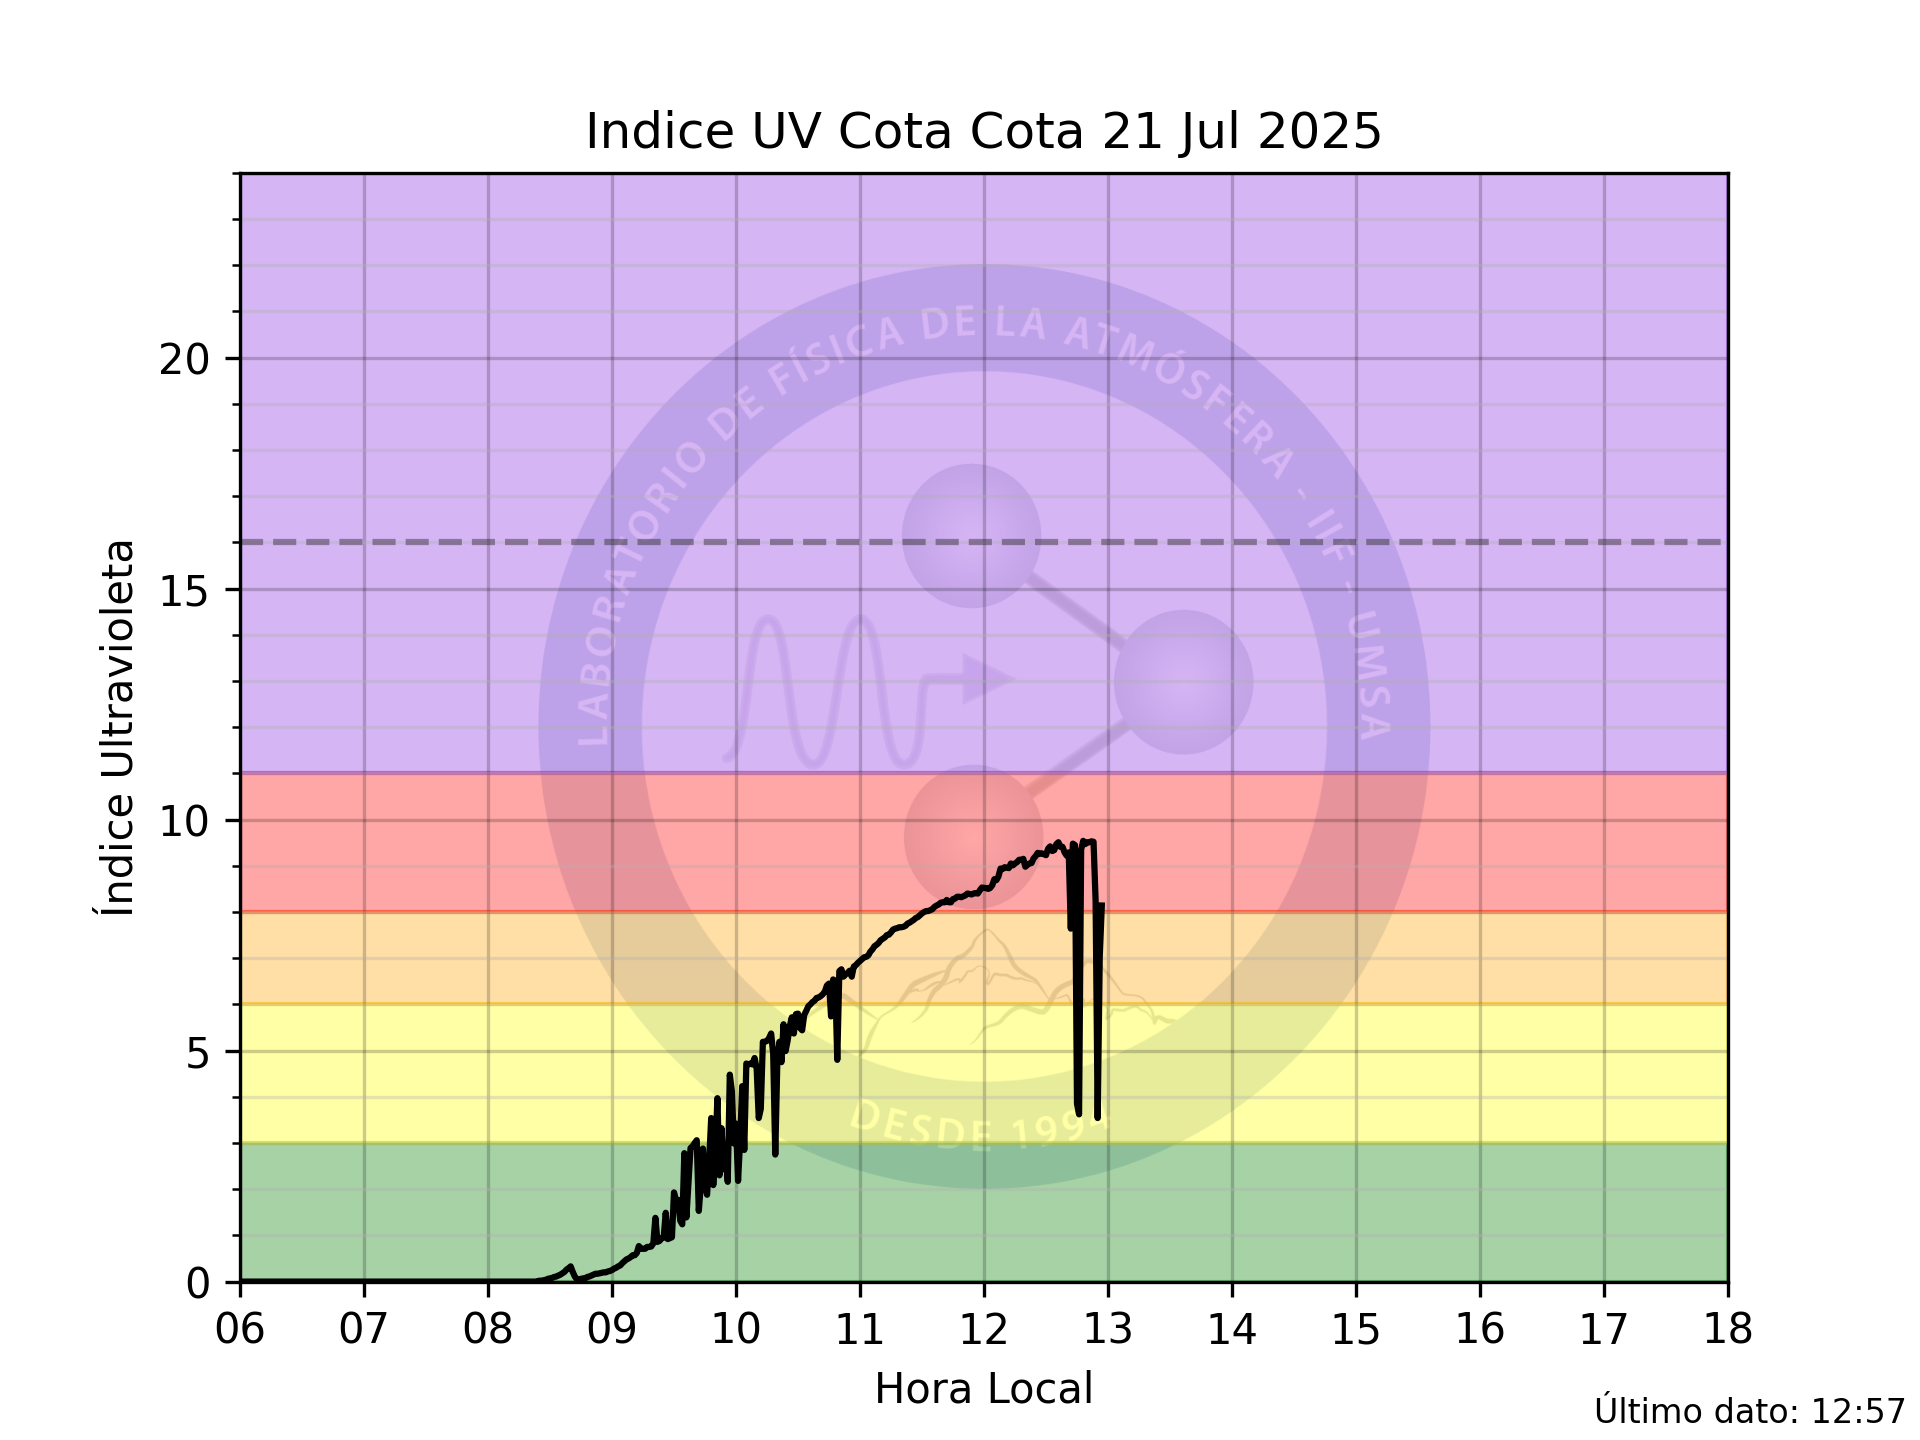 Indice UV Cota Cota 21 Jul 2025
LABORATORIO DE FÍSICA DE LA ATMÓSFERA - IIF - UMSA
20
15
10
5
0
Índice Ultravioleta
DESDE 1994
06 07 08 09 10 11 12 13 14 15 16 17 18
Hora Local
Último dato: 12:57